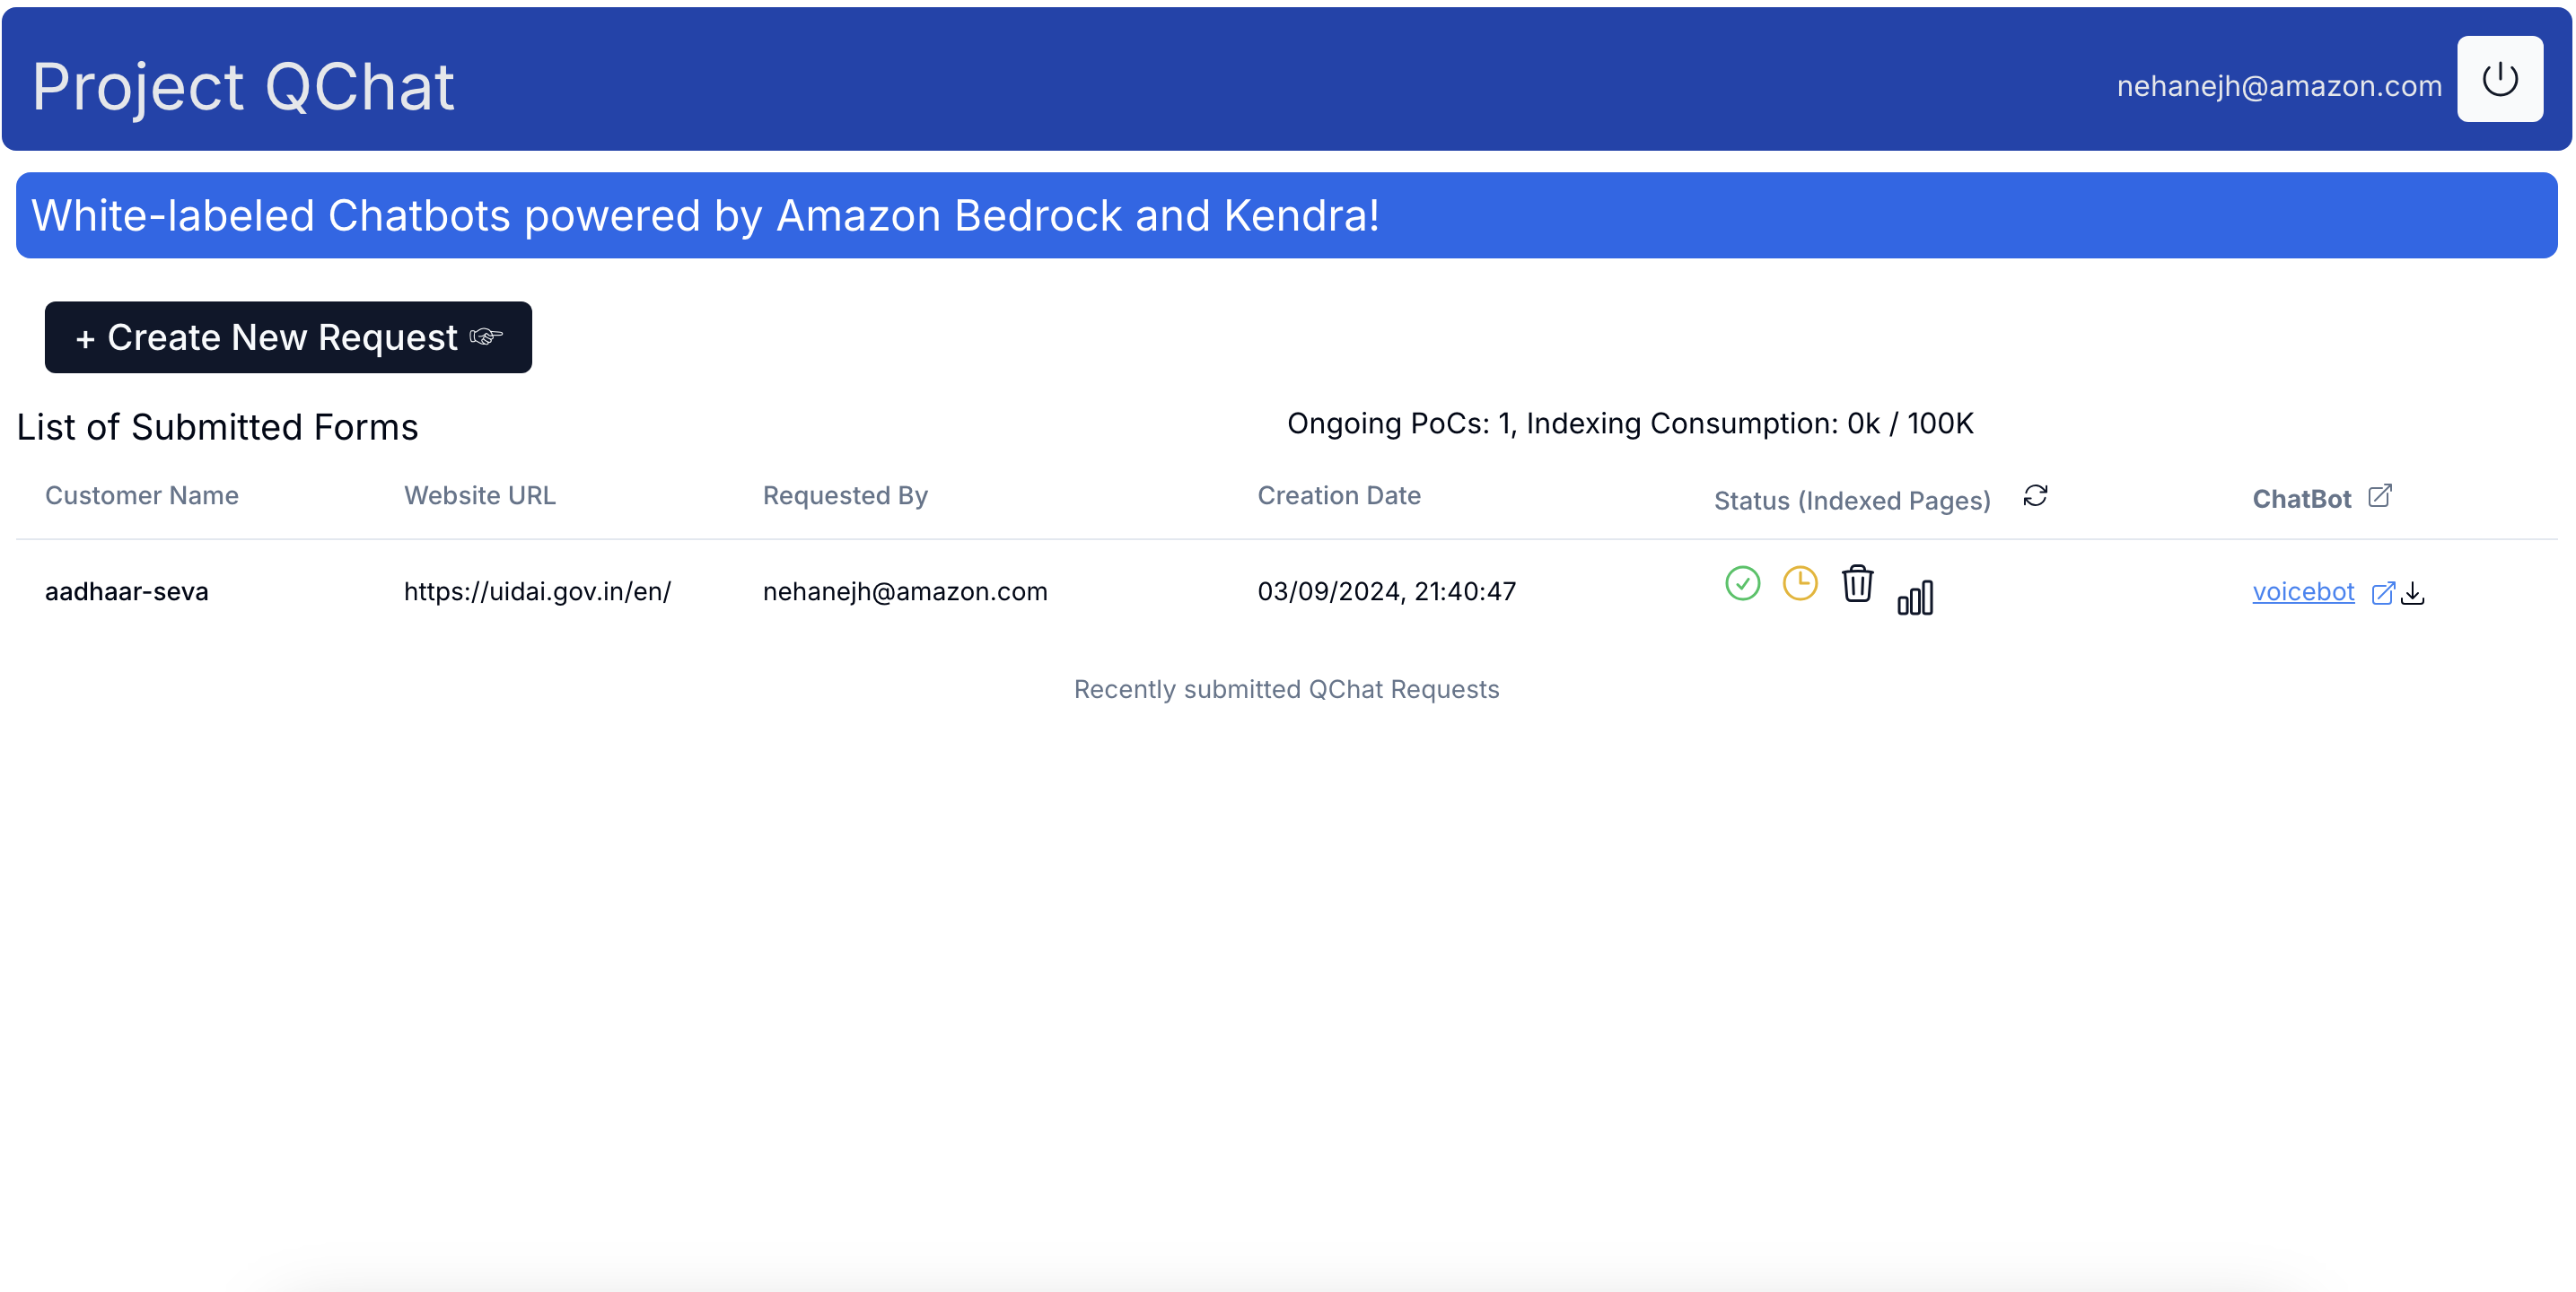 Project QChat
nehanejh@amazon.com
White-labeled Chatbots powered by Amazon Bedrock and Kendra!
+ Create New Request
List of Submitted Forms
Ongoing PoCs: 1, Indexing Consumption: 0k / 100K
Customer Name Website URL Requested By Creation Date Status (Indexed Pages) ChatBot
aadhaar-seva https://uidai.gov.in/en/ nehanejh@amazon.com 03/09/2024, 21:40:47 voicebot
Recently submitted QChat Requests